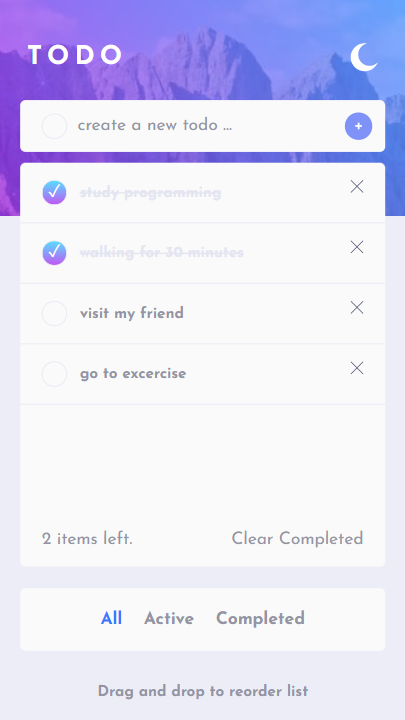 TODO
create a new todo ...
+
study programming
walking for 30 minutes
visit my friend
go to excercise
2 items left. Clear Completed
All Active Completed
Drag and drop to reorder list